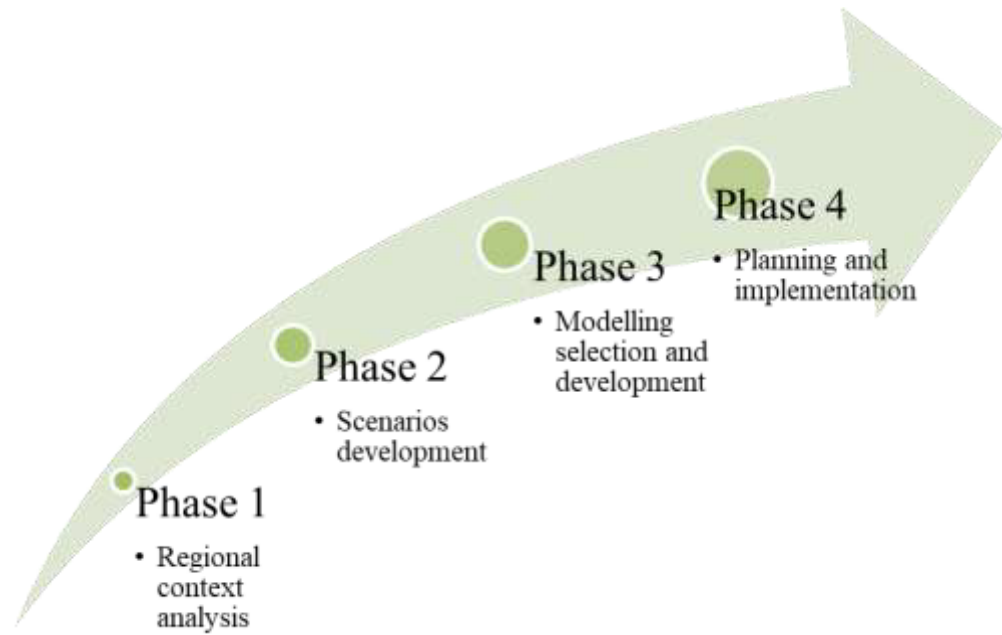 Phase 1
• Regional
context
analysis
Phase 2
• Scenarios
development
Phase 3
• Modelling
selection and
development
Phase 4
• Planning and
implementation